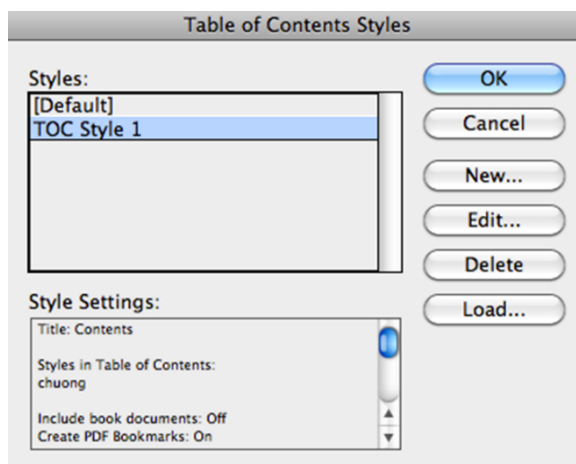 Table of Contents Styles
Styles:
[Default]
TOC Style 1
OK
Cancel
New...
Edit...
Delete
Load...
Style Settings:
Title: Contents
Styles in Table of Contents:
chuong
Include book documents: Off
Create PDF Bookmarks: On